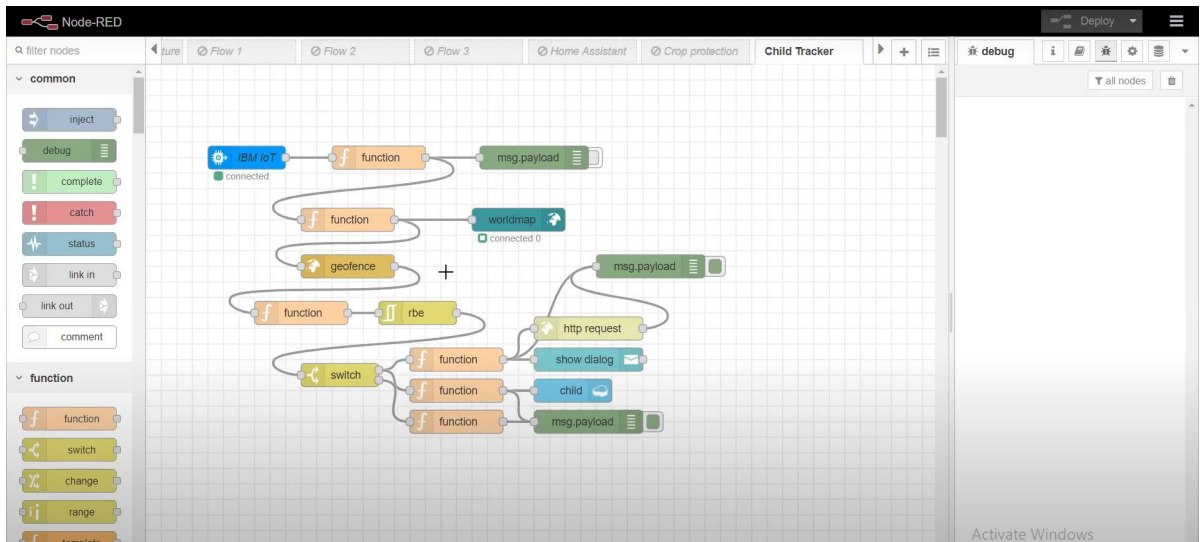 Node-RED
Deploy
filter nodes
ture
Flow 1
Flow 2
Flow 3
Home Assistant
Crop protection
Child Tracker
debug
i
all nodes
common
inject
debug
complete
catch
status
link in
link out
comment
function
function
switch
change
range
template
IBM IoT
connected
function
msg.payload
function
worldmap
connected 0
geofence
msg.payload
function
rbe
http request
function
show dialog
switch
function
child
function
msg.payload
Activate Windows